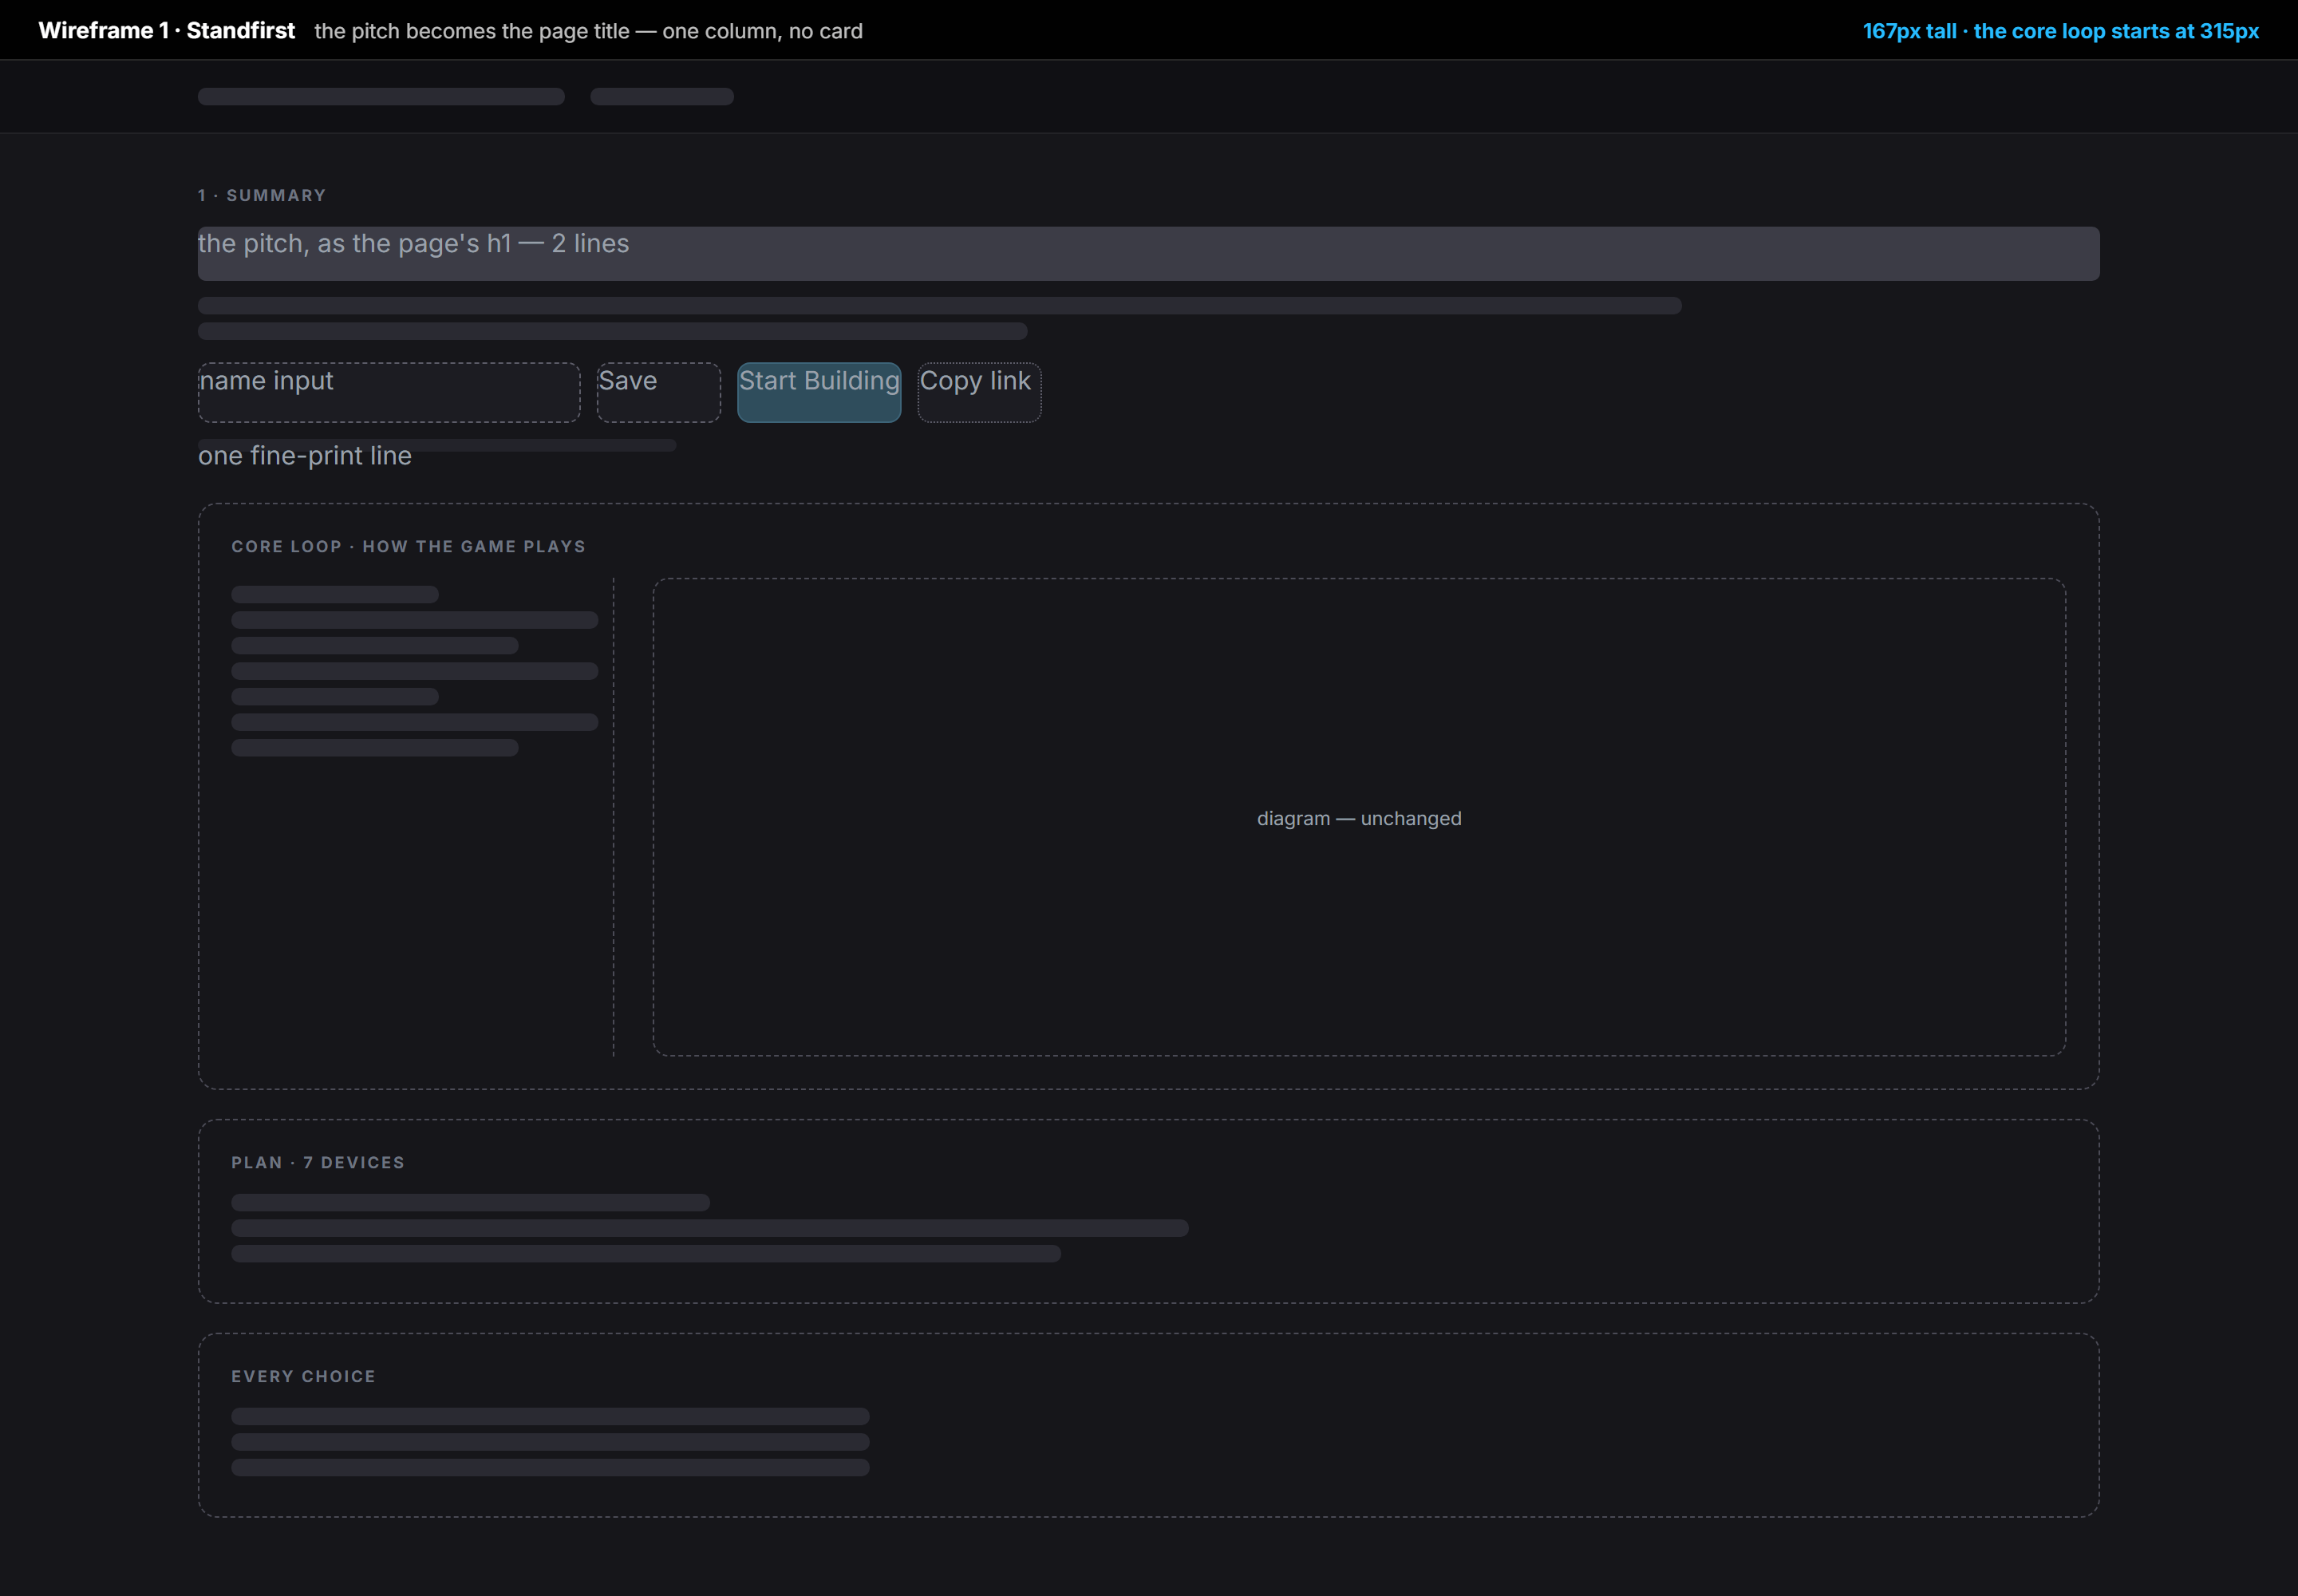 Wireframe 1 · Standfirst the pitch becomes the page title — one column, no card
167px tall · the core loop starts at 315px
1 · SUMMARY
the pitch, as the page's h1 — 2 lines
name input
Save
Start Building
Copy link
one fine-print line
CORE LOOP · HOW THE GAME PLAYS
diagram — unchanged
PLAN · 7 DEVICES
EVERY CHOICE